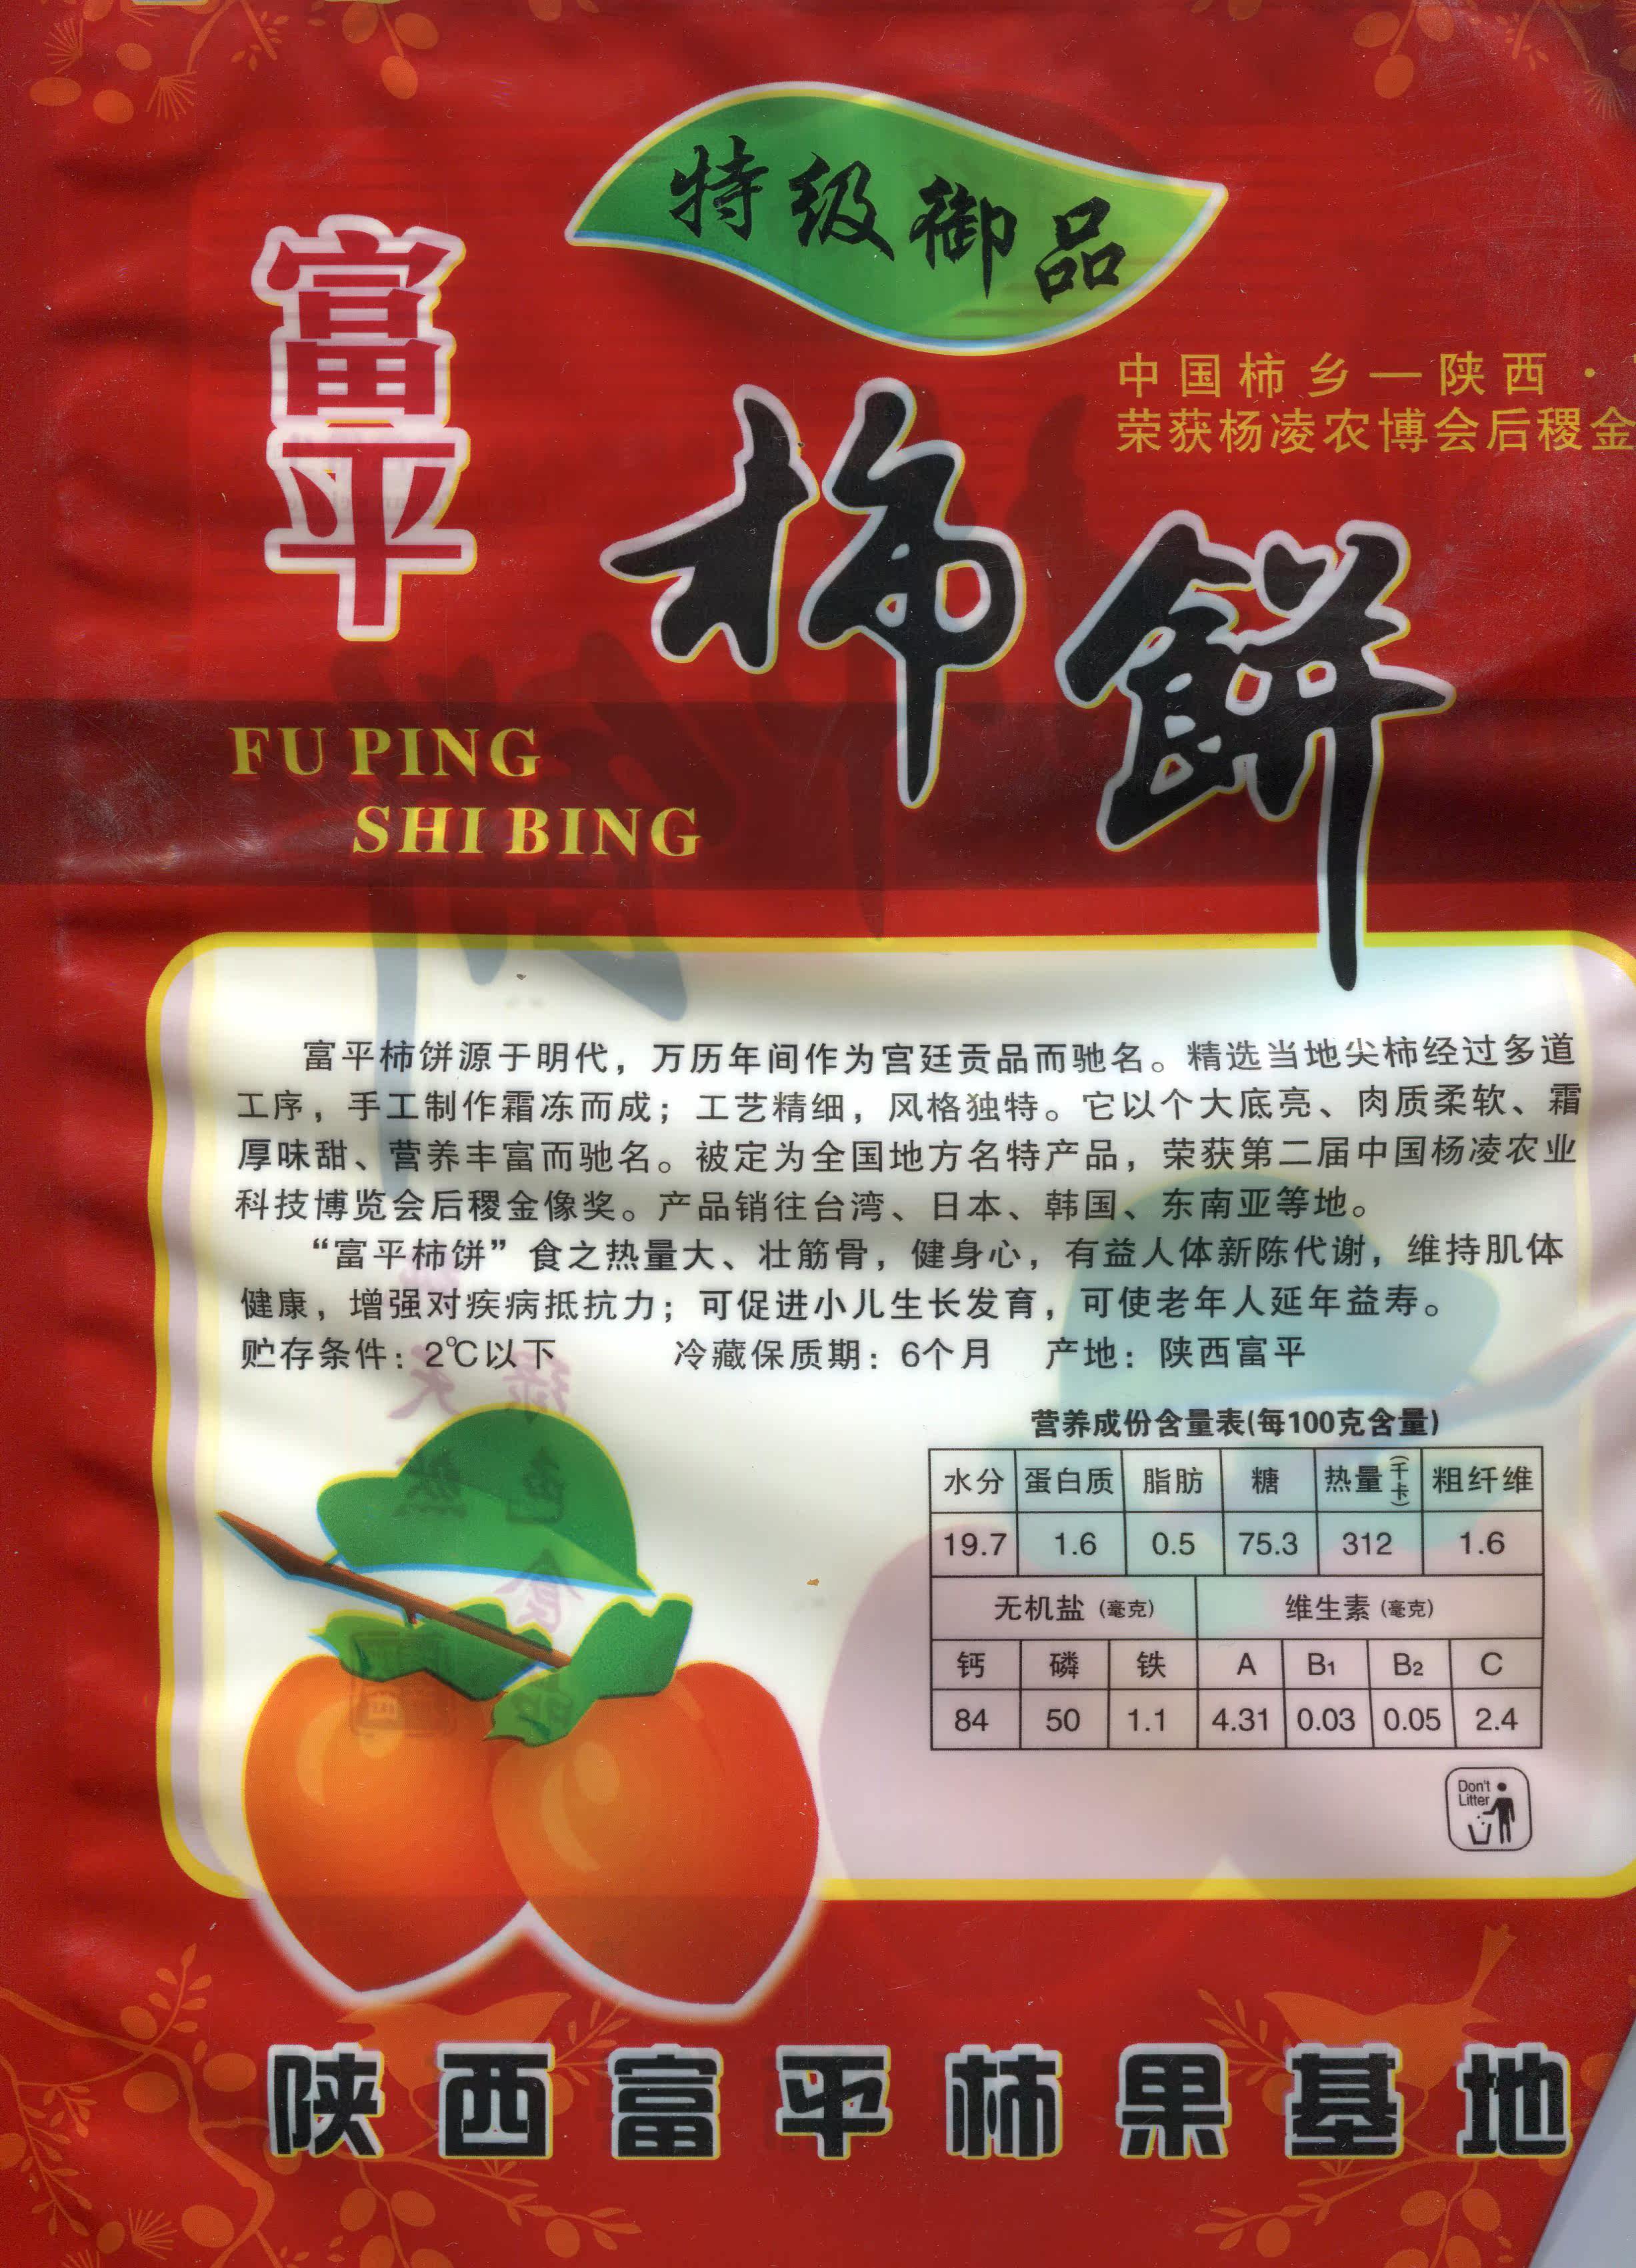 特级御品
富平
中国柿乡—陕西·
荣获杨凌农博会后稷金
柿餅
FU PING
SHI BING
富平柿饼源于明代，万历年间作为宫廷贡品而驰名。精选当地尖柿经过多道
工序，手工制作霜冻而成；工艺精细，风格独特。它以个大底亮、肉质柔软、霜
厚味甜、营养丰富而驰名。被定为全国地方名特产品，荣获第二届中国杨凌农业
科技博览会后稷金像奖。产品销往台湾、日本、韩国、东南亚等地。
“富平柿饼”食之热量大、壮筋骨，健身心，有益人体新陈代谢，维持肌体
健康，增强对疾病抵抗力；可促进小儿生长发育，可使老年人延年益寿。
贮存条件：2℃以下 冷藏保质期：6个月 产地：陕西富平
营养成份含量表(每100克含量)
水分 蛋白质 脂肪 糖 热量(千卡) 粗纤维
19.7 1.6 0.5 75.3 312 1.6
无机盐(毫克) 维生素(毫克)
钙 磷 铁 A B1 B2 C
84 50 1.1 4.31 0.03 0.05 2.4
Don't
Litter
陕西富平柿果基地